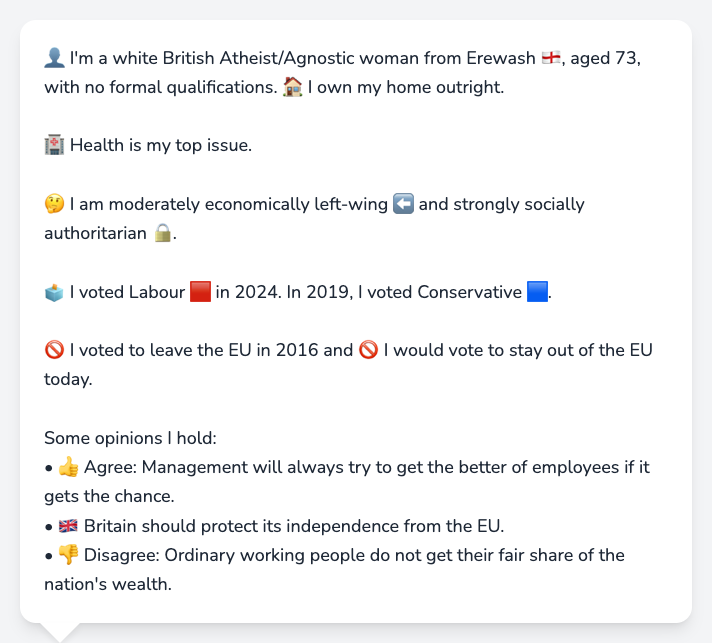 👤 I'm a white British Atheist/Agnostic woman from Erewash 🏴󠁧󠁢󠁥󠁮󠁧󠁿, aged 73,
with no formal qualifications. 🏠 I own my home outright.
🏥 Health is my top issue.
🤔 I am moderately economically left-wing ⬅️ and strongly socially
authoritarian 🔒.
🗳️ I voted Labour 🟥 in 2024. In 2019, I voted Conservative 🟦.
🚫 I voted to leave the EU in 2016 and 🚫 I would vote to stay out of the EU
today.
Some opinions I hold:
• 👍 Agree: Management will always try to get the better of employees if it
gets the chance.
• 🇬🇧 Britain should protect its independence from the EU.
• 👎 Disagree: Ordinary working people do not get their fair share of the
nation's wealth.